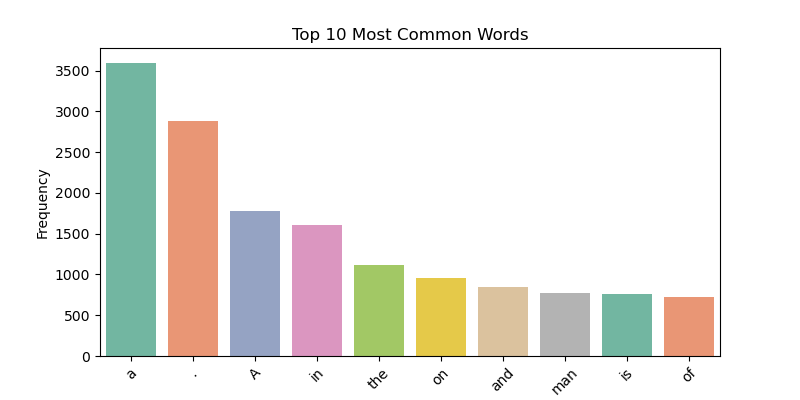 Top 10 Most Common Words
Frequency
3500
3000
2500
2000
1500
1000
500
0
a
.
A
in
the
on
and
man
is
of